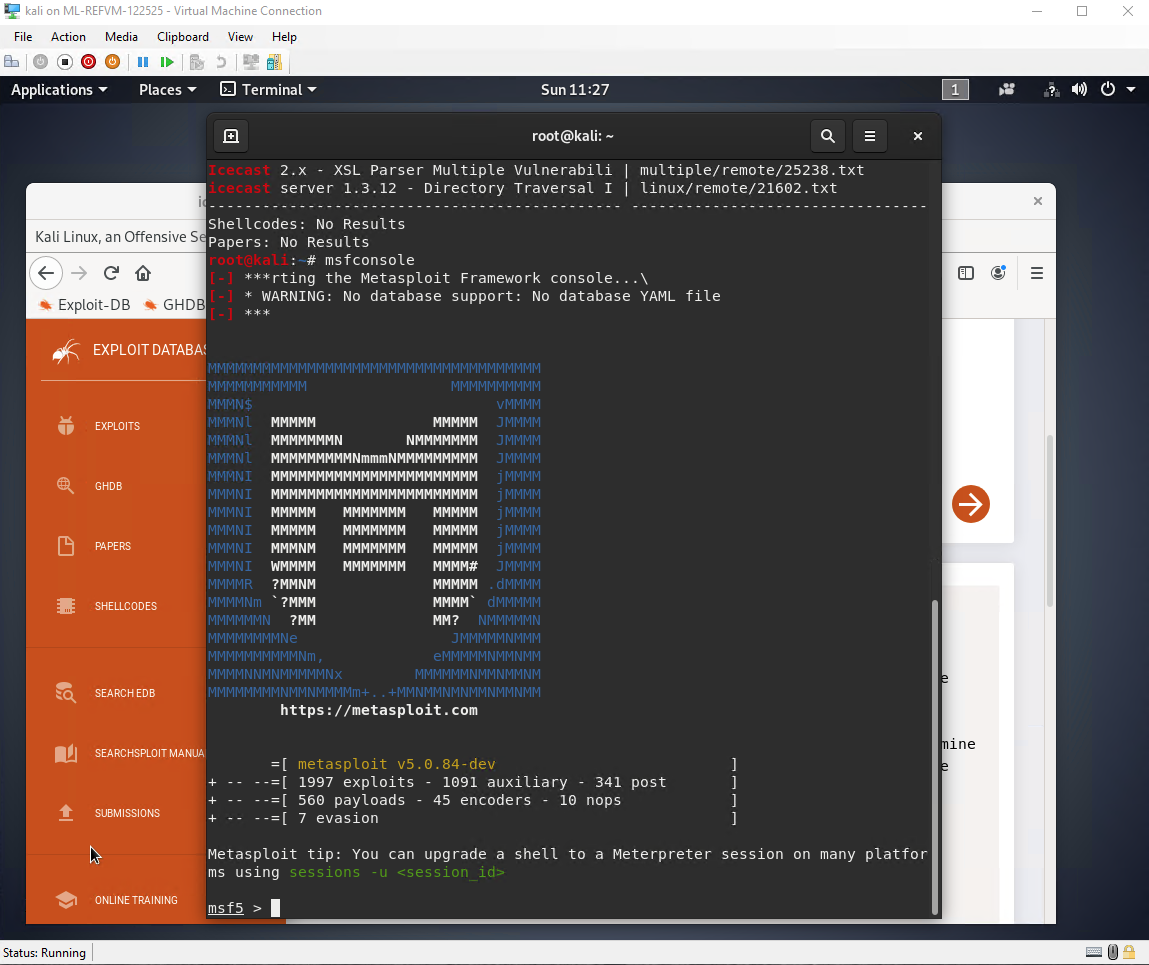 kali on ML-REFVM-122525 - Virtual Machine Connection
File Action Media Clipboard View Help
Applications Places Terminal Sun 11:27 1
root@kali: ~
Icecast 2.x - XSL Parser Multiple Vulnerabili | multiple/remote/25238.txt
icecast server 1.3.12 - Directory Traversal I | linux/remote/21602.txt
---------------------------------------------- ---------------------------------
Shellcodes: No Results
Papers: No Results
root@kali:~# msfconsole
[-] ***rting the Metasploit Framework console...\
[-] * WARNING: No database support: No database YAML file
[-] ***
MMMMMMMMMMMMMMMMMMMMMMMMMMMMMMMMMMMMM
MMMMMMMMMMM                MMMMMMMMMM
MMMN$                           vMMMM
MMMNl  MMMMM             MMMMM  JMMMM
MMMNl  MMMMMMMN       NMMMMMMM  JMMMM
MMMNl  MMMMMMMMMNmmmNMMMMMMMMM  JMMMM
MMMNI  MMMMMMMMMMMMMMMMMMMMMMM  jMMMM
MMMNI  MMMMMMMMMMMMMMMMMMMMMMM  jMMMM
MMMNI  MMMMM   MMMMMMM   MMMMM  jMMMM
MMMNI  MMMMM   MMMMMMM   MMMMM  jMMMM
MMMNI  MMMNM   MMMMMMM   MMMMM  jMMMM
MMMNI  WMMMM   MMMMMMM   MMMM#  JMMMM
MMMMR  ?MMNM             MMMMM .dMMMM
MMMMNm `?MMM             MMMM` dMMMMM
MMMMMMN  ?MM             MM?  NMMMMMN
MMMMMMMMNe                 JMMMMMNMMM
MMMMMMMMMMNm,            eMMMMMNMMNMM
MMMMNNMNMMMMMNx        MMMMMMNMMNMMNM
MMMMMMMMNMMNMMMMm+..+MMNMMNMNMMNMMNMM
https://metasploit.com
=[ metasploit v5.0.84-dev ]
+ -- --=[ 1997 exploits - 1091 auxiliary - 341 post ]
+ -- --=[ 560 payloads - 45 encoders - 10 nops ]
+ -- --=[ 7 evasion ]
Metasploit tip: You can upgrade a shell to a Meterpreter session on many platfor
ms using sessions -u <session_id>
msf5 >
Kali Linux, an Offensive Se
Exploit-DB GHDB
EXPLOIT DATABAS
EXPLOITS
GHDB
PAPERS
SHELLCODES
SEARCH EDB
SEARCHSPLOIT MANUA
SUBMISSIONS
ONLINE TRAINING
e
mine
e
Status: Running